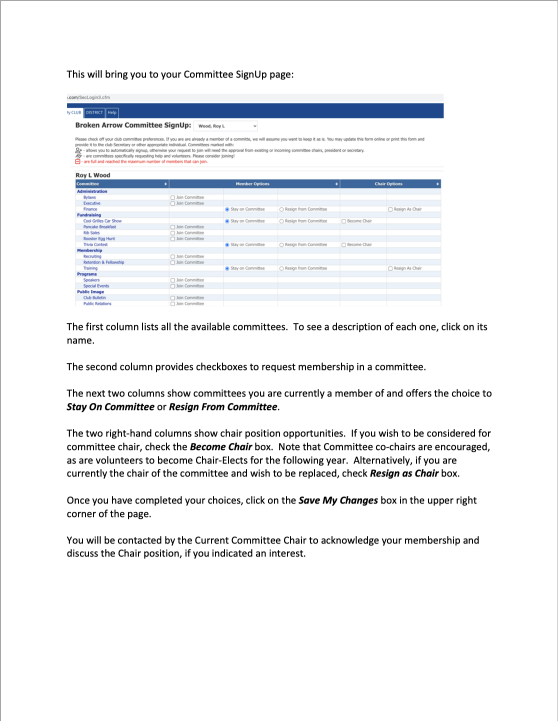 This will bring you to your Committee SignUp page:
DISTRICT Help
Broken Arrow Committee SignUp: Wood, Roy L
Please check off your club committee preferences. If you are already a member of a committee, we will assume you want to keep it as is. You may update this form online or print this form and
provide it to the club Secretary or other appropriate individual. Committees marked with:
- allows you to automatically signup, otherwise your request to join will need the approval from existing or incoming committee chairs, president or secretary.
- are committees specifically requesting help and volunteers. Please consider joining!
- are full and reached the maximum number of members that can join.
Roy L Wood
Committee Member Options Chair Options
Administration
Bylaws Join Committee
Executive Join Committee
Finance Stay on Committee Resign from Committee Resign As Chair
Fundraising
Cool Grilles Car Show Stay on Committee Resign from Committee Become Chair
Pancake Breakfast Join Committee
Rib Sales Join Committee
Rooster Egg Hunt Join Committee
Trivia Contest Stay on Committee Resign from Committee Become Chair
Membership
Recruiting Join Committee
Retention & Fellowship Join Committee
Training Stay on Committee Resign from Committee Resign As Chair
Programs
Speakers Join Committee
Special Events Join Committee
Public Image
Club Bulletin Join Committee
Public Relations Join Committee
The first column lists all the available committees. To see a description of each one, click on its
name.
The second column provides checkboxes to request membership in a committee.
The next two columns show committees you are currently a member of and offers the choice to
Stay On Committee or Resign From Committee.
The two right-hand columns show chair position opportunities. If you wish to be considered for
committee chair, check the Become Chair box. Note that Committee co-chairs are encouraged,
as are volunteers to become Chair-Elects for the following year. Alternatively, if you are
currently the chair of the committee and wish to be replaced, check Resign as Chair box.
Once you have completed your choices, click on the Save My Changes box in the upper right
corner of the page.
You will be contacted by the Current Committee Chair to acknowledge your membership and
discuss the Chair position, if you indicated an interest.